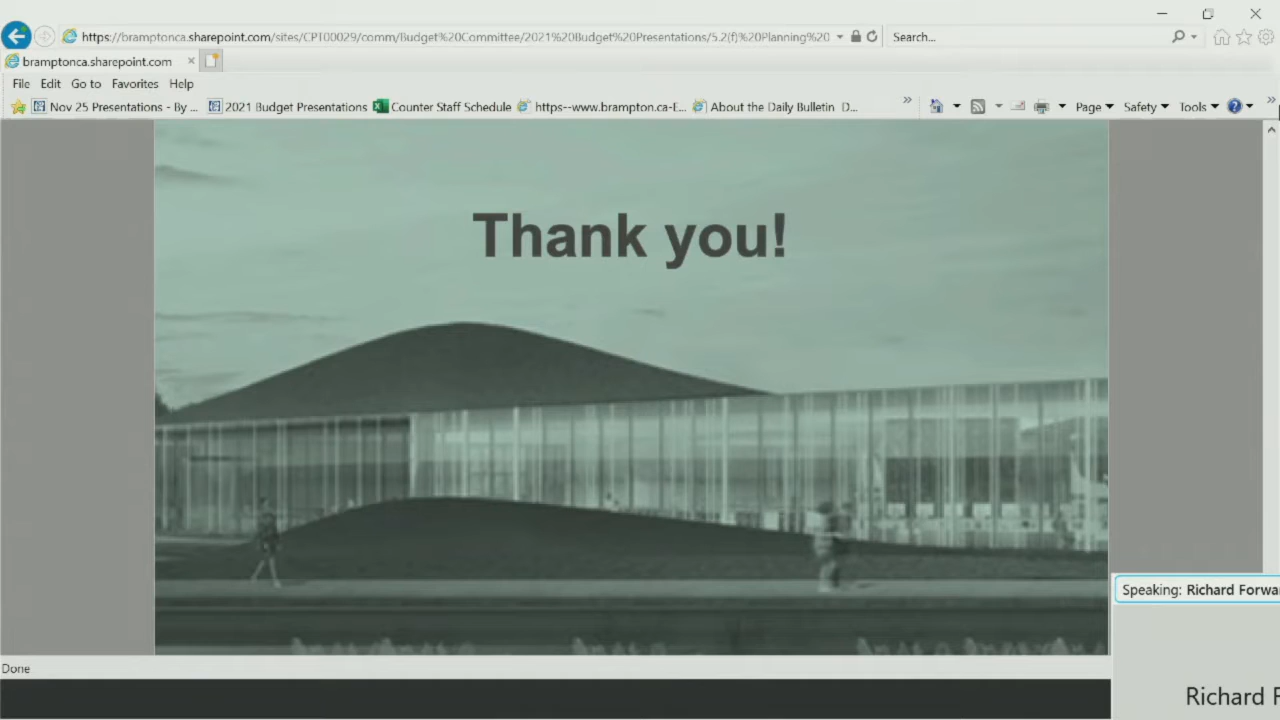 https://bramptonca.sharepoint.com/sites/CPT00029/comm/Budget%20Committee/2021%20Budget%20Presentations/5.2(f)%20Planning%20
Search...
bramptonca.sharepoint.com
File Edit Go to Favorites Help
Nov 25 Presentations - By ... 2021 Budget Presentations Counter Staff Schedule https--www.brampton.ca-E... About the Daily Bulletin D... Page Safety Tools
Thank you!
Speaking: Richard Forwa
Done
Richard F